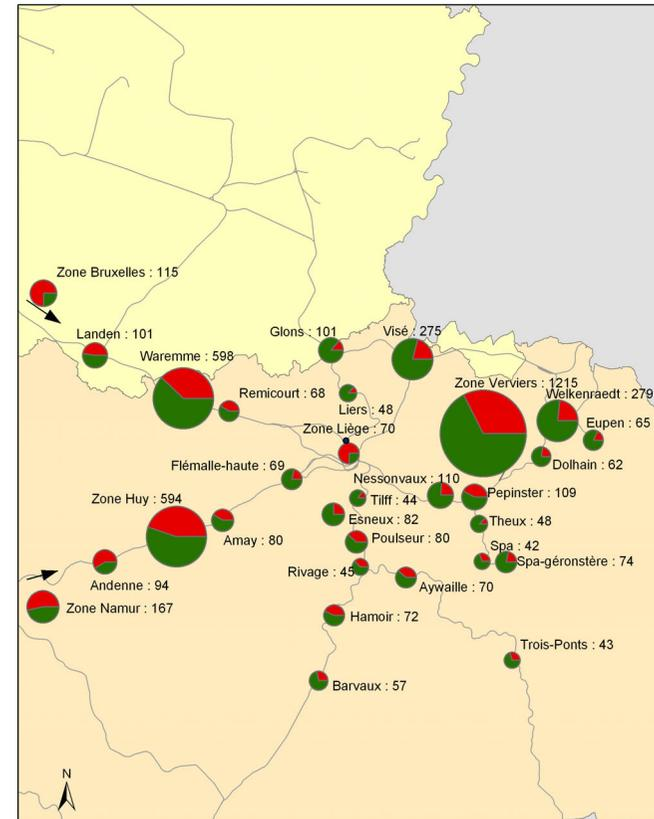 Zone Bruxelles : 115
Landen : 101
Glons : 101
Visé : 275
Waremme : 598
Remicourt : 68
Zone Verviers : 1215
Welkenraedt : 279
Liers : 48
Eupen : 65
Zone Liège : 70
Flémalle-haute : 69
Dolhain : 62
Nessonvaux : 110
Pepinster : 109
Zone Huy : 594
Tilff : 44
Esneux : 82
Theux : 48
Amay : 80
Poulseur : 80
Spa : 42
Spa-géronstère : 74
Rivage : 45
Andenne : 94
Aywaille : 70
Zone Namur : 167
Hamoir : 72
Trois-Ponts : 43
Barvaux : 57
N